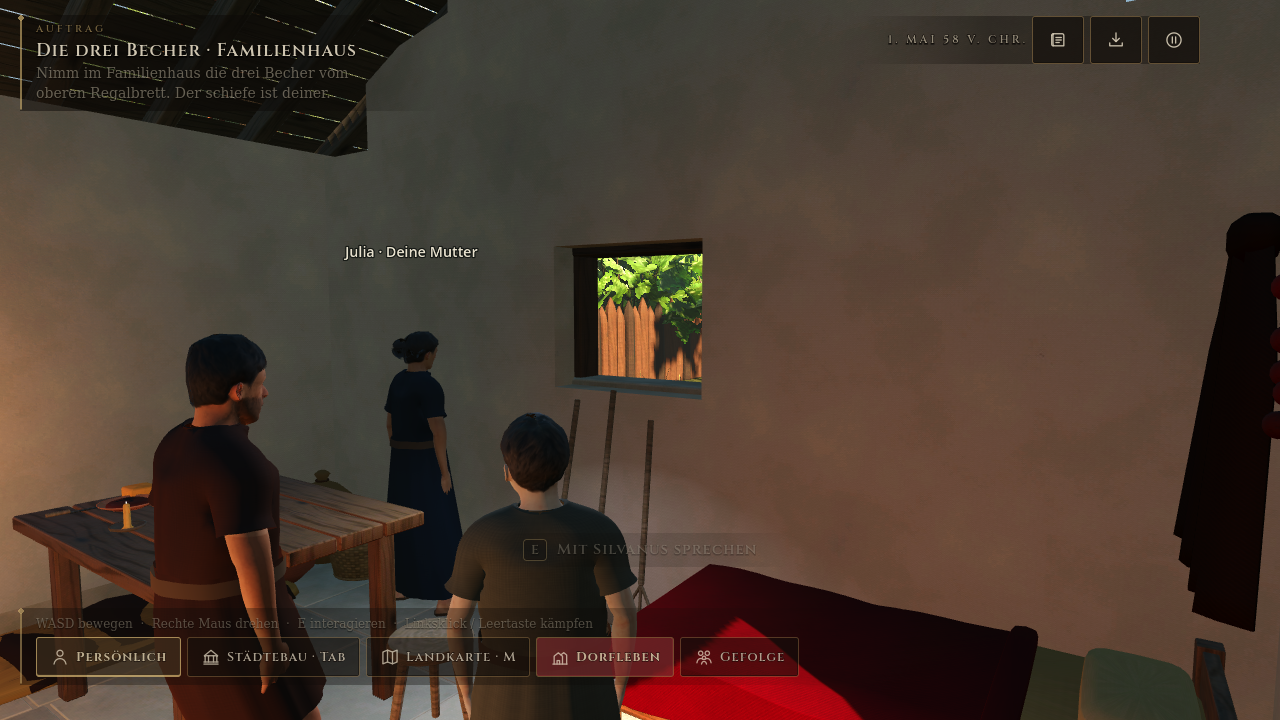 AUFTRAG
Die drei Becher · Familienhaus
Nimm im Familienhaus die drei Becher vom
oberen Regalbrett. Der schiefe ist deiner.
1. MAI 58 V. CHR.
Julia · Deine Mutter
E Mit Silvanus sprechen
WASD bewegen · Rechte Maus drehen · E interagieren · Linksklick / Leertaste kämpfen
Persönlich
Städtebau · Tab
Landkarte · M
Dorfleben
Gefolge